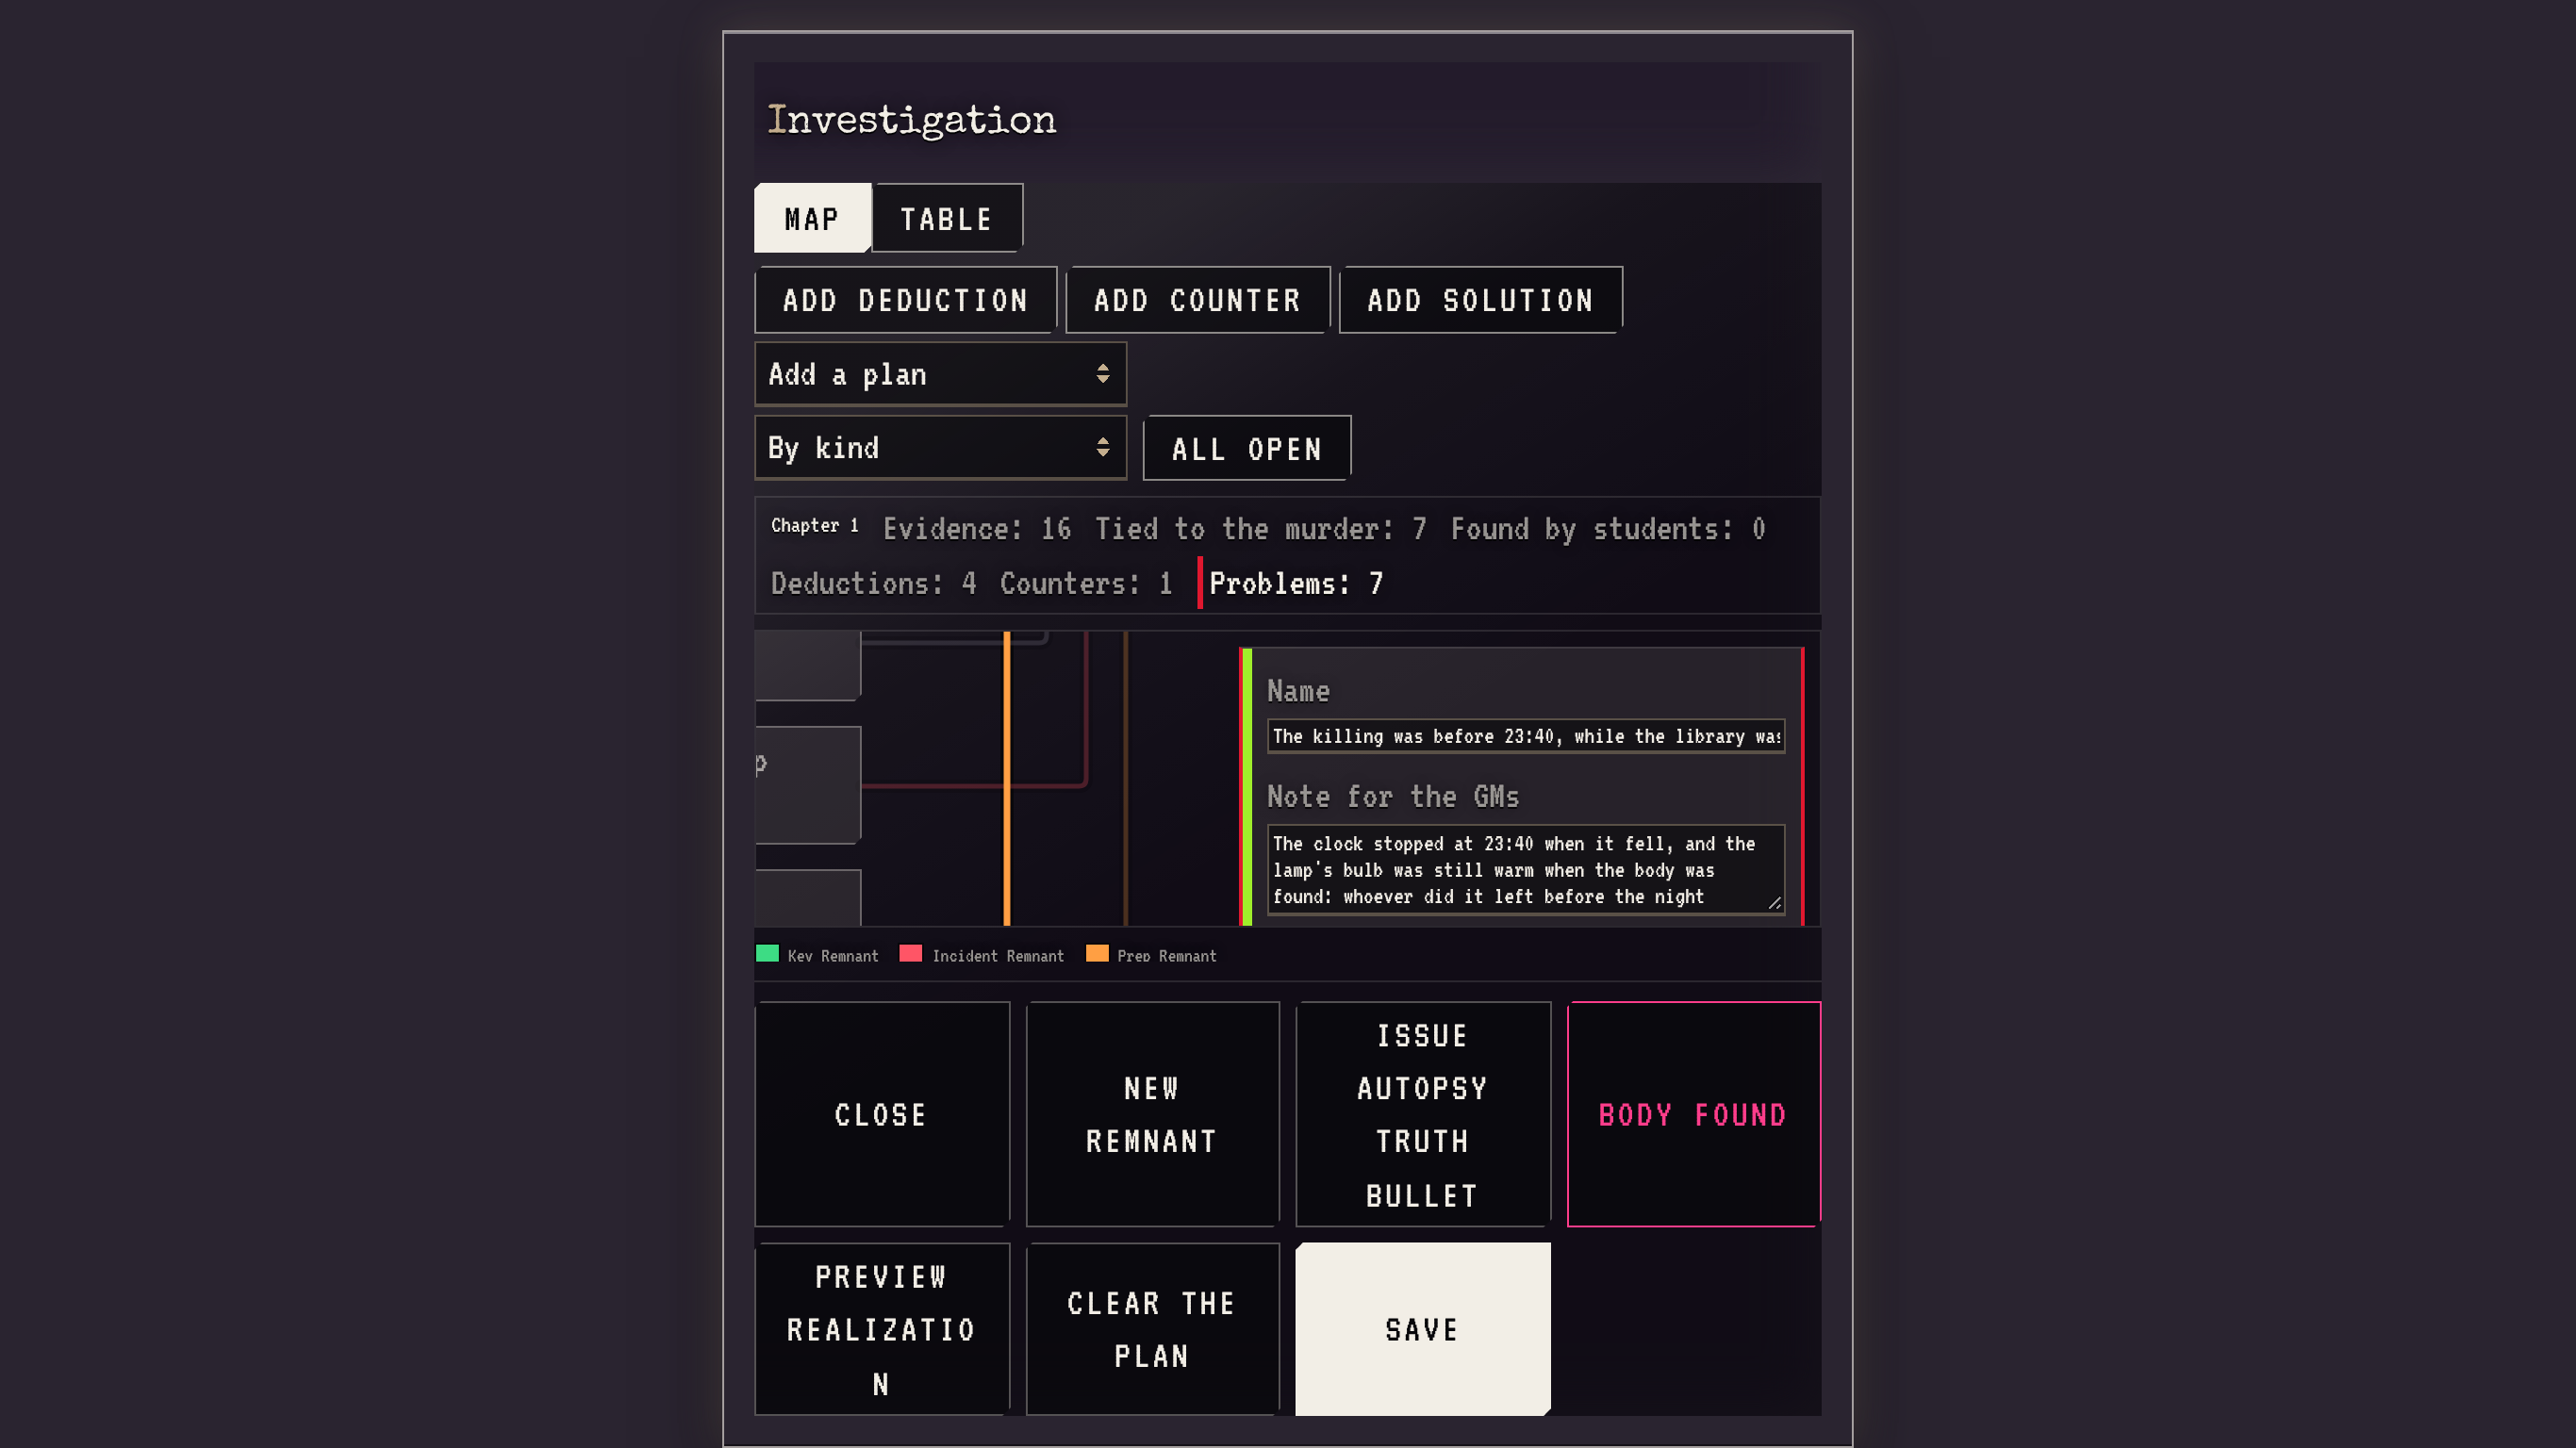 Investigation
MAP
TABLE
ADD DEDUCTION
ADD COUNTER
ADD SOLUTION
Add a plan
By kind
ALL OPEN
Chapter 1 Evidence: 16 Tied to the murder: 7 Found by students: 0
Deductions: 4 Counters: 1 Problems: 7
p
Name
The killing was before 23:40, while the library was
Note for the GMs
The clock stopped at 23:40 when it fell, and the
lamp's bulb was still warm when the body was
found: whoever did it left before the night
Key Remnant
Incident Remnant
Prep Remnant
CLOSE
NEW
REMNANT
ISSUE
AUTOPSY
TRUTH
BULLET
BODY FOUND
PREVIEW
REALIZATIO
N
CLEAR THE
PLAN
SAVE